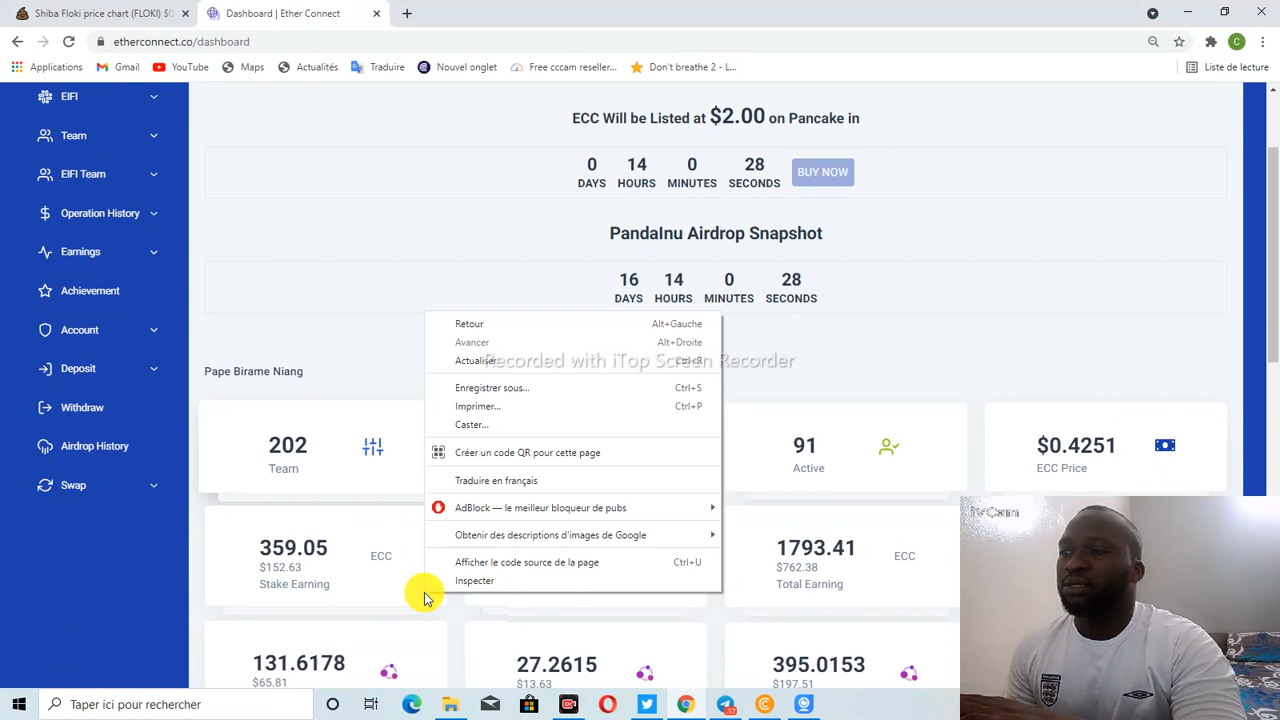 Shiba Floki price chart (FLOKI) $0
Dashboard | Ether Connect
etherconnect.co/dashboard
C
Applications
Gmail
YouTube
Maps
Actualités
Traduire
Nouvel onglet
Free cccam reseller...
Don't breathe 2 - L...
Liste de lecture
EIFI
Team
EIFI Team
Operation History
Earnings
Achievement
Account
Deposit
Withdraw
Airdrop History
Swap
ECC Will be Listed at $2.00 on Pancake in
0 14 0 28
DAYS HOURS MINUTES SECONDS
BUY NOW
PandaInu Airdrop Snapshot
16 14 0 28
DAYS HOURS MINUTES SECONDS
Retour Alt+Gauche
Avancer Alt+Droite
Actualiser Ctrl+R
Recorded with iTop Screen Recorder
Enregistrer sous... Ctrl+S
Imprimer... Ctrl+P
Caster...
Créer un code QR pour cette page
Traduire en français
AdBlock — le meilleur bloqueur de pubs
Obtenir des descriptions d'images de Google
Afficher le code source de la page Ctrl+U
Inspecter
Pape Birame Niang
202
Team
91
Active
$0.4251
ECC Price
359.05
ECC
$152.63
Stake Earning
1793.41
ECC
$762.38
Total Earning
131.6178
$65.81
27.2615
$13.63
395.0153
$197.51
Taper ici pour rechercher